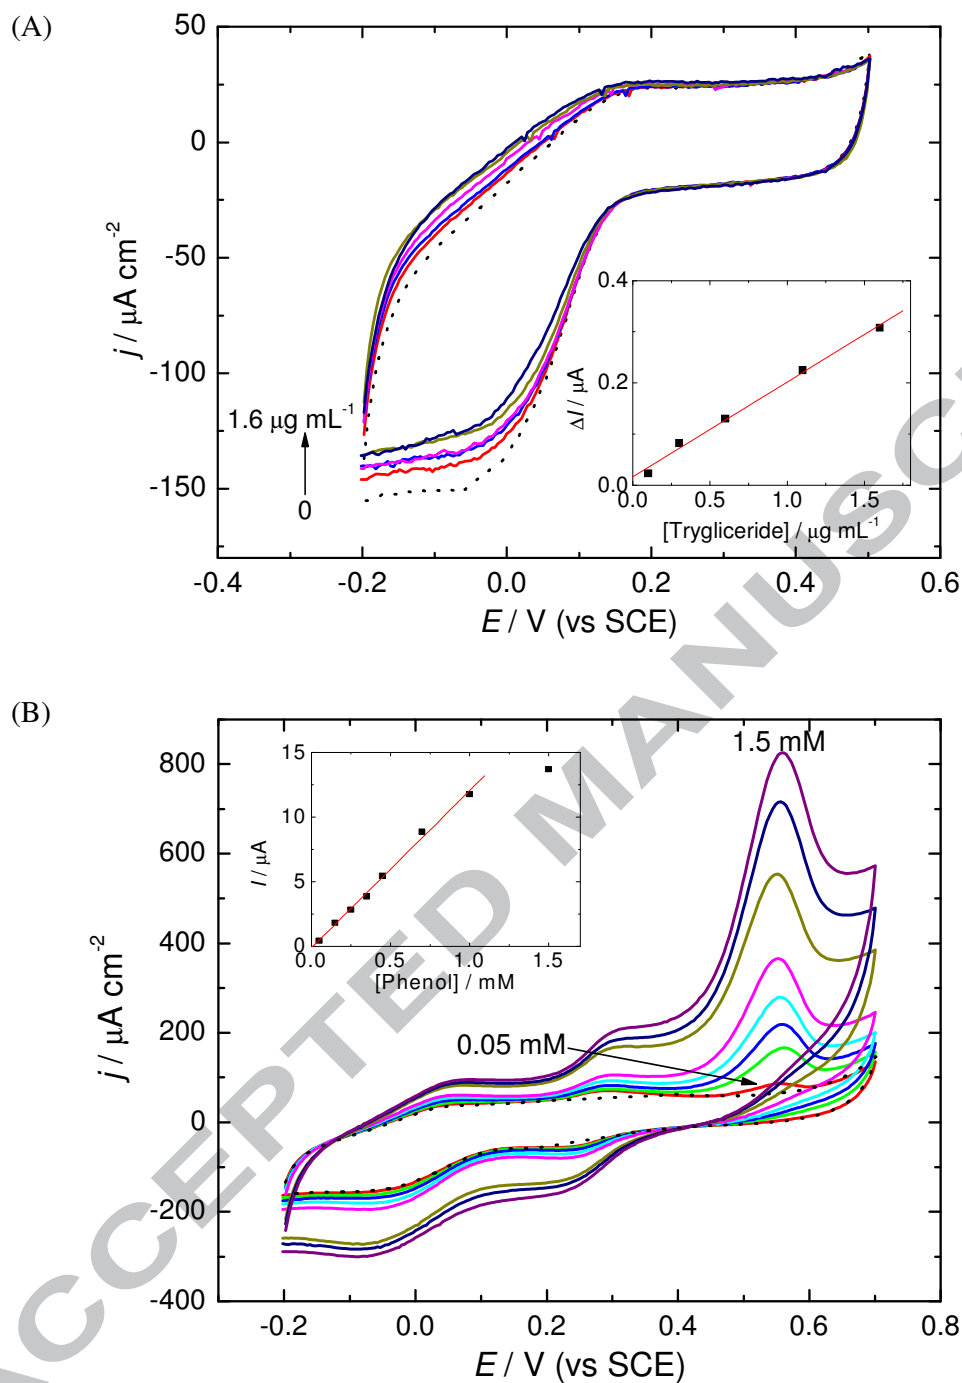 (A)
50
0
-50
-100
-150
j / µA cm-2
1.6 µg mL-1
0
0.4
0.2
0.0
ΔI / µA
0.0 0.5 1.0 1.5
[Trygliceride] / µg mL-1
-0.4 -0.2 0.0 0.2 0.4 0.6
E / V (vs SCE)
(B)
800
600
400
200
0
-200
-400
j / µA cm-2
1.5 mM
0.05 mM
15
10
5
0
I / µA
0.0 0.5 1.0 1.5
[Phenol] / mM
-0.2 0.0 0.2 0.4 0.6 0.8
E / V (vs SCE)
ACCEPTED MANUSC